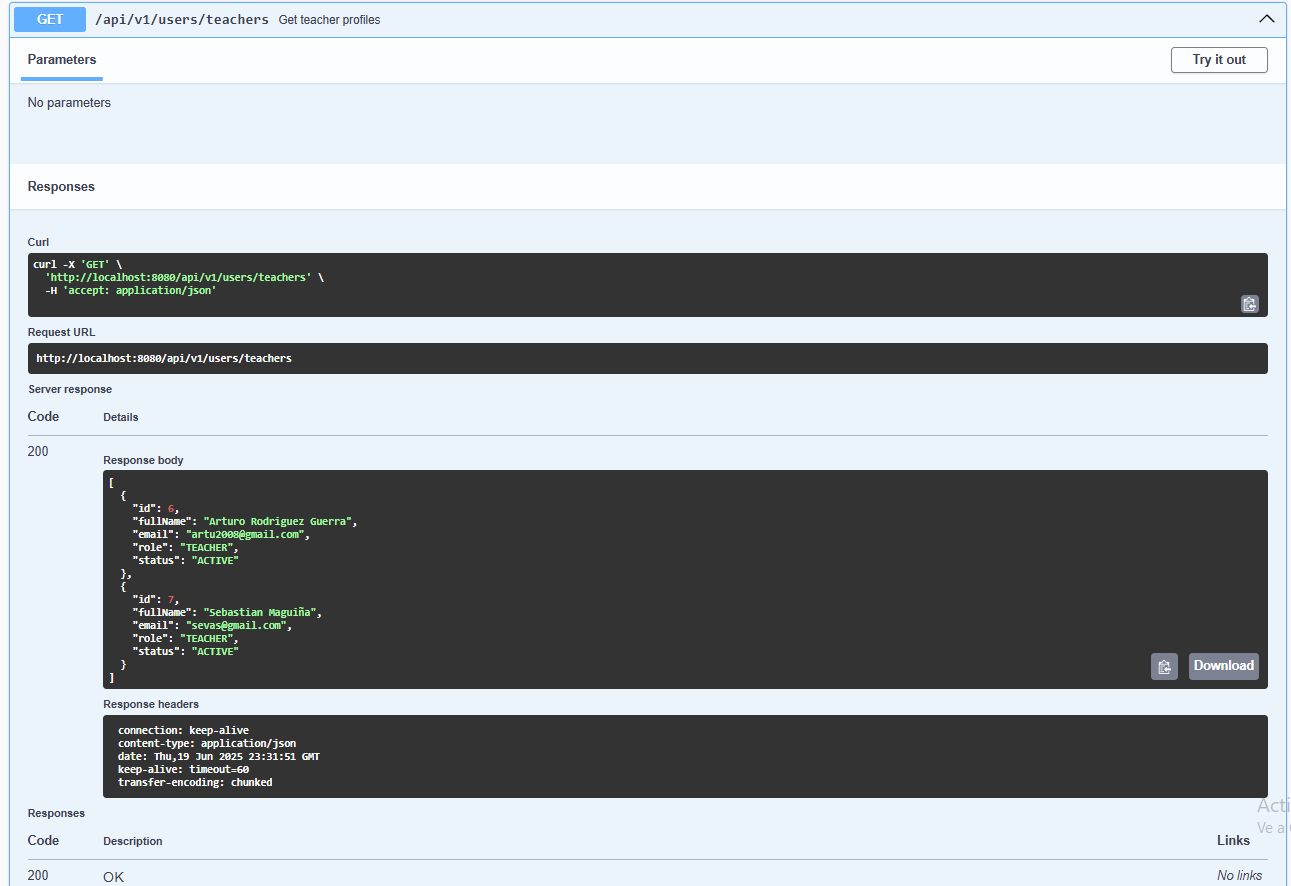 GET /api/v1/users/teachers Get teacher profiles
Parameters
Try it out
No parameters
Responses
Curl
curl -X 'GET' \
  'http://localhost:8080/api/v1/users/teachers' \
  -H 'accept: application/json'
Request URL
http://localhost:8080/api/v1/users/teachers
Server response
Code Details
200
Response body
[
  {
    "id": 6,
    "fullName": "Arturo Rodriguez Guerra",
    "email": "artu2008@gmail.com",
    "role": "TEACHER",
    "status": "ACTIVE"
  },
  {
    "id": 7,
    "fullName": "Sebastian Maguiña",
    "email": "sevas@gmail.com",
    "role": "TEACHER",
    "status": "ACTIVE"
  }
]
Download
Response headers
connection: keep-alive
content-type: application/json
date: Thu,19 Jun 2025 23:31:51 GMT
keep-alive: timeout=60
transfer-encoding: chunked
Responses
Acti
Ve a
Code Description Links
200 OK No links